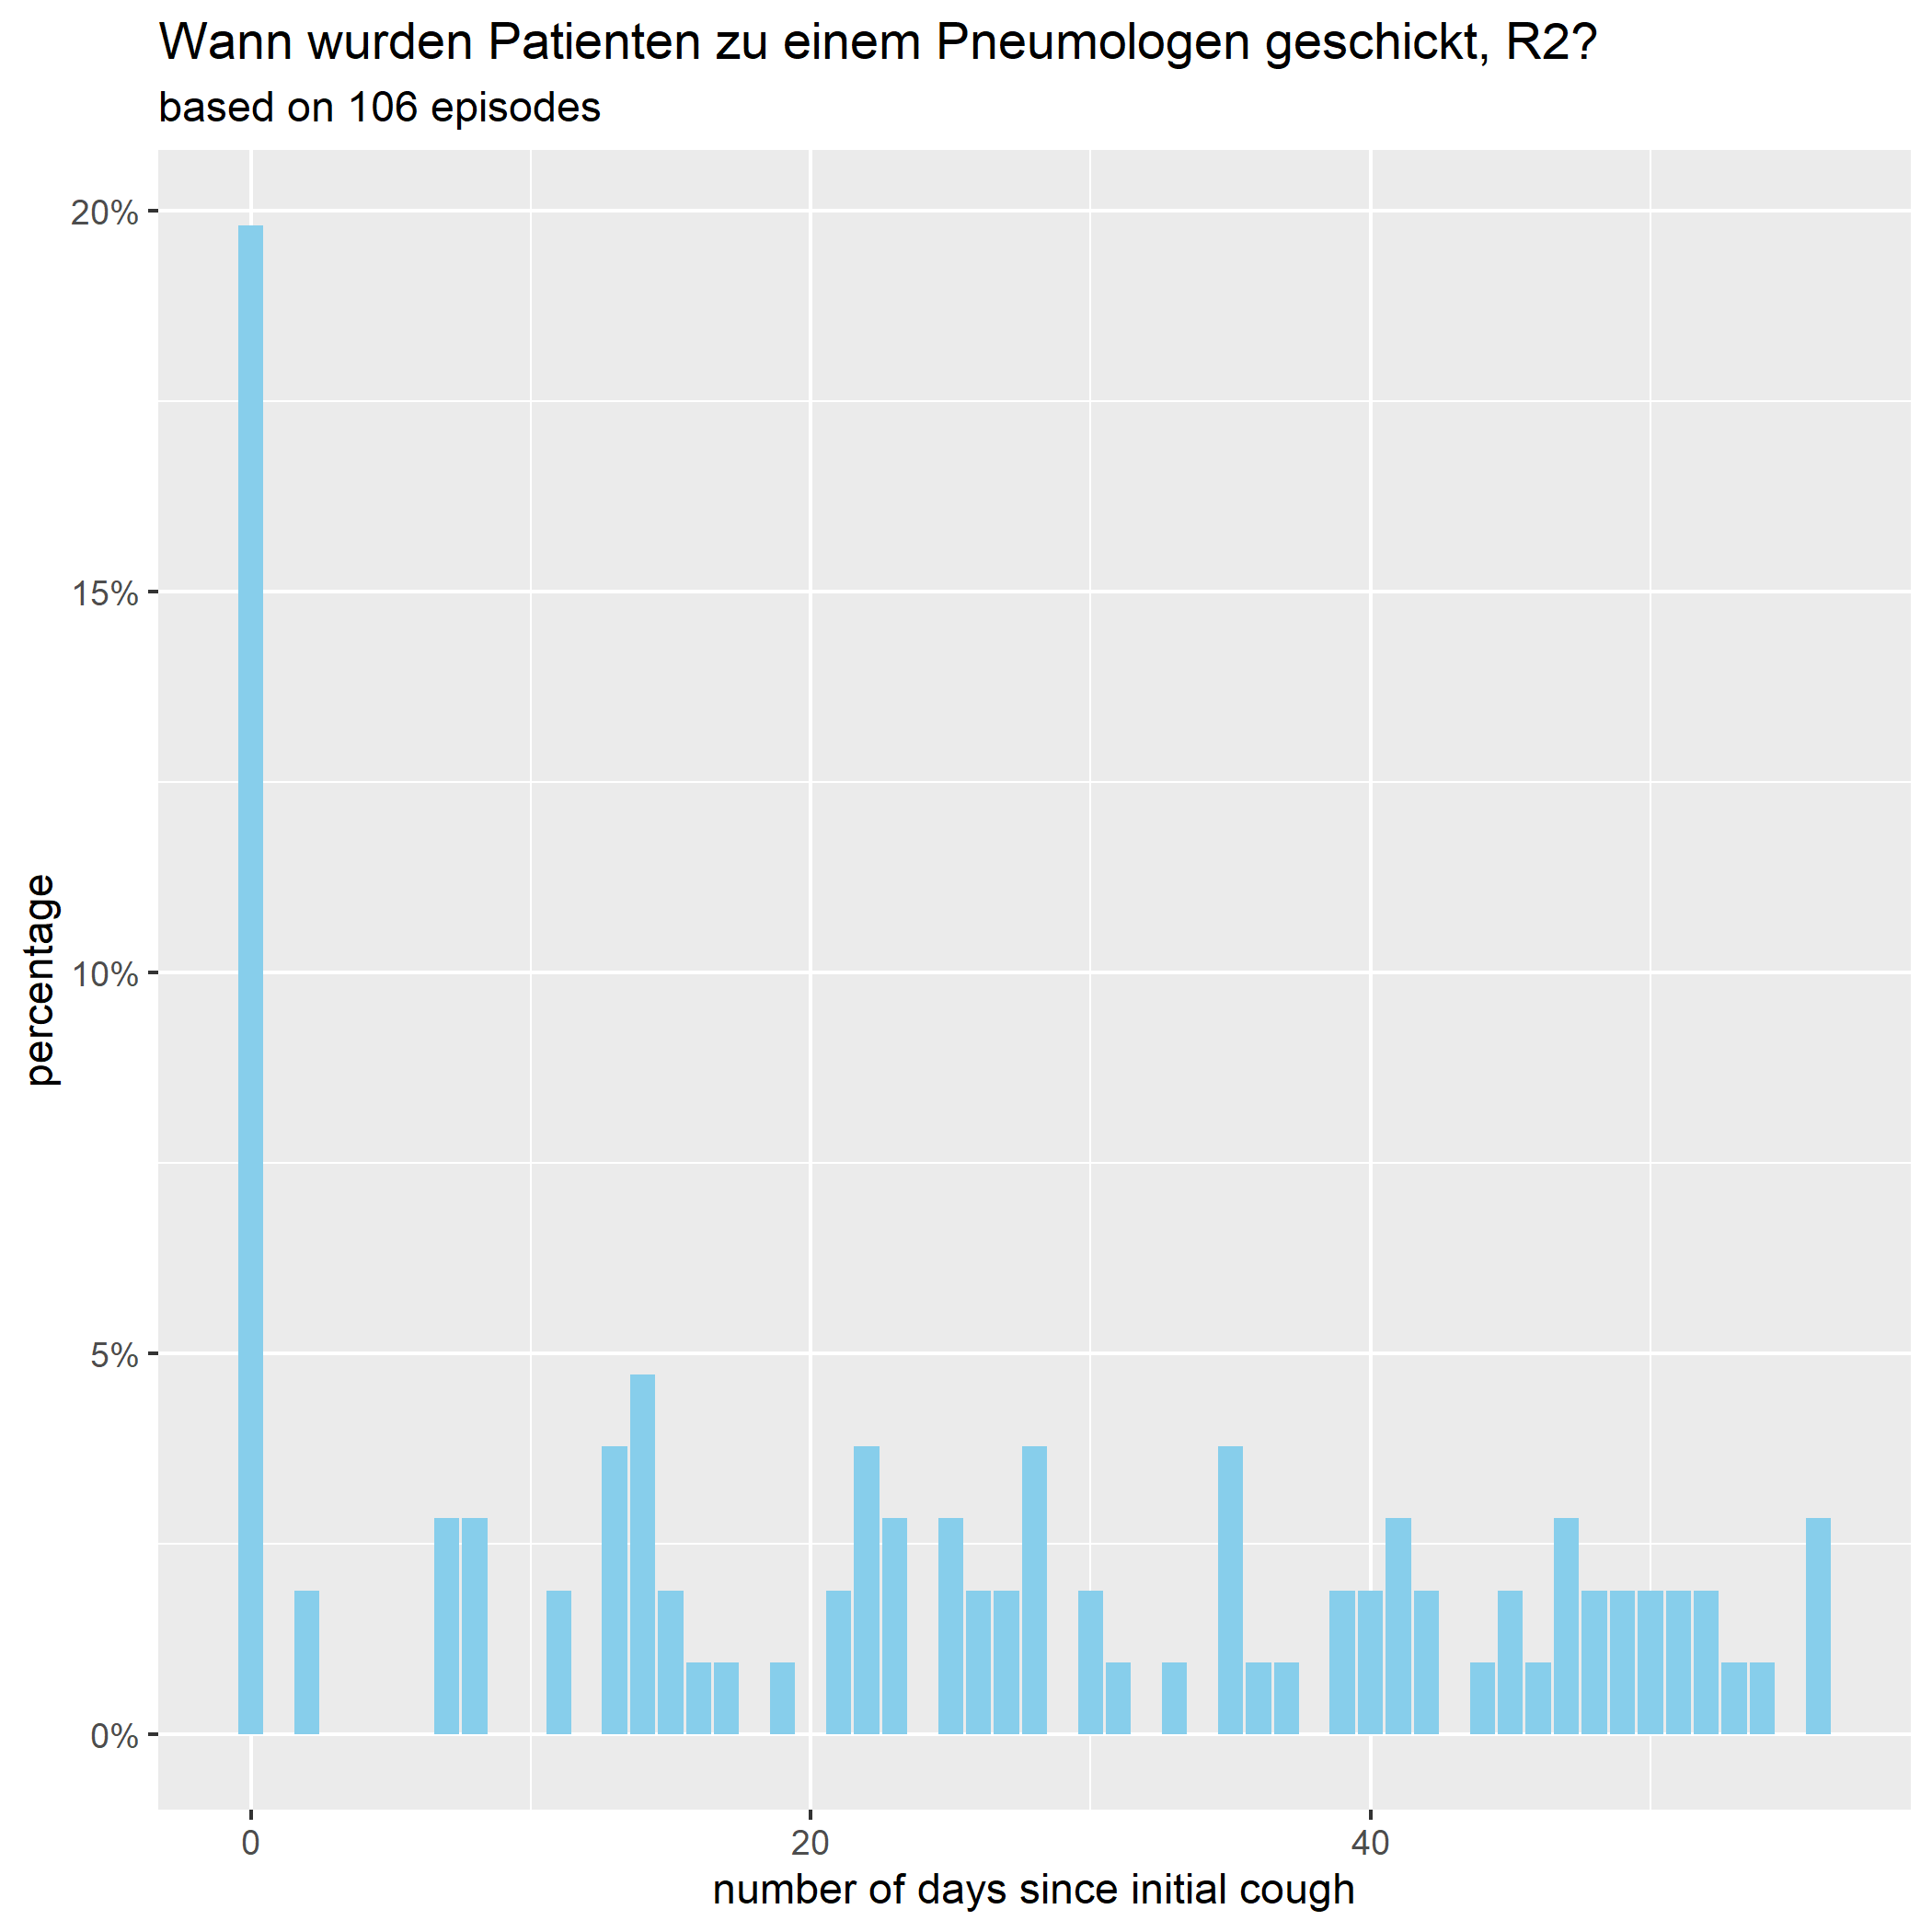 Wann wurden Patienten zu einem Pneumologen geschickt, R2?
based on 106 episodes
20%
15%
10%
5%
0%
percentage
0 20 40
number of days since initial cough